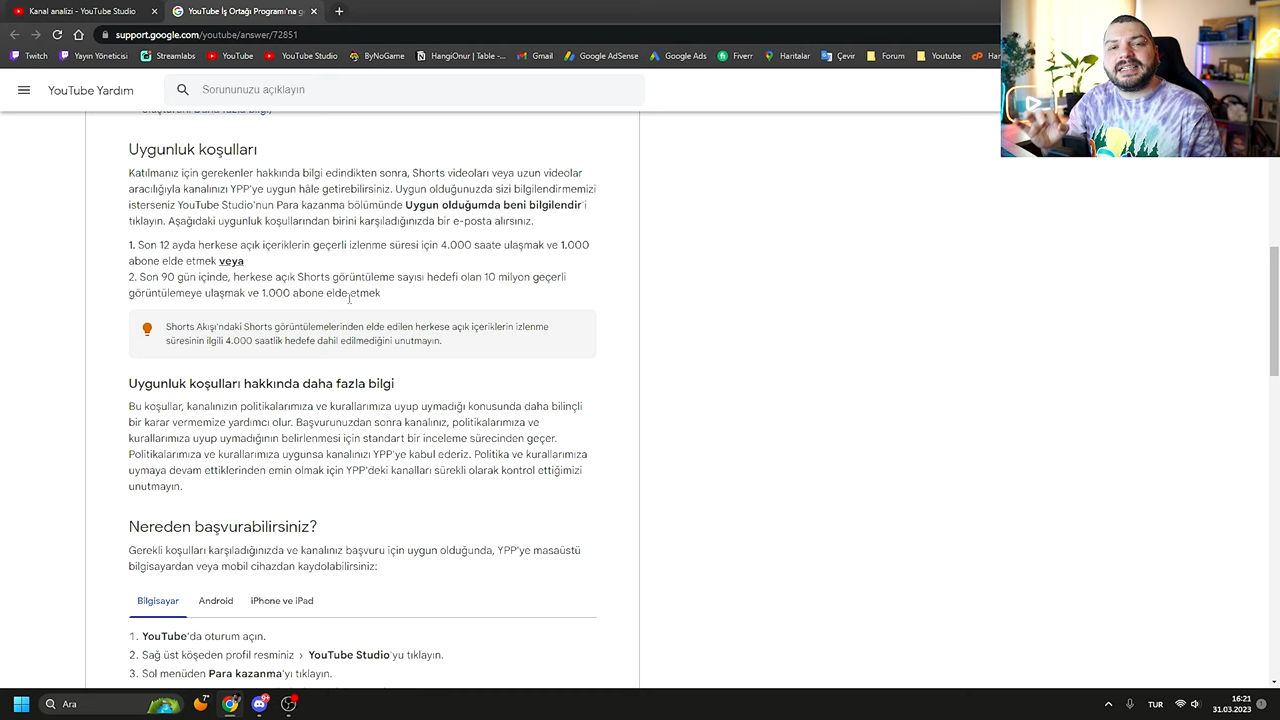 Kanal analizi - YouTube Studio
YouTube İş Ortağı Programı'na g
support.google.com/youtube/answer/72851
Twitch Yayın Yöneticisi Streamlabs YouTube YouTube Studio ByNoGame HangiOnur | Table -... Gmail Google AdSense Google Ads Fiverr Haritalar Çevir Forum Youtube
YouTube Yardım
Sorununuzu açıklayın
Uygunluk koşulları
Katılmanız için gerekenler hakkında bilgi edindikten sonra, Shorts videoları veya uzun videolar
aracılığıyla kanalınızı YPP'ye uygun hâle getirebilirsiniz. Uygun olduğunuzda sizi bilgilendirmemizi
isterseniz YouTube Studio'nun Para kazanma bölümünde Uygun olduğumda beni bilgilendir'i
tıklayın. Aşağıdaki uygunluk koşullarından birini karşıladığınızda bir e-posta alırsınız.
1. Son 12 ayda herkese açık içeriklerin geçerli izlenme süresi için 4.000 saate ulaşmak ve 1.000
abone elde etmek veya
2. Son 90 gün içinde, herkese açık Shorts görüntüleme sayısı hedefi olan 10 milyon geçerli
görüntülemeye ulaşmak ve 1.000 abone elde etmek
Shorts Akışı'ndaki Shorts görüntülemelerinden elde edilen herkese açık içeriklerin izlenme
süresinin ilgili 4.000 saatlik hedefe dahil edilmediğini unutmayın.
Uygunluk koşulları hakkında daha fazla bilgi
Bu koşullar, kanalınızın politikalarımıza ve kurallarımıza uyup uymadığı konusunda daha bilinçli
bir karar vermemize yardımcı olur. Başvurunuzdan sonra kanalınız, politikalarımıza ve
kurallarımıza uyup uymadığının belirlenmesi için standart bir inceleme sürecinden geçer.
Politikalarımıza ve kurallarımıza uygunsa kanalınızı YPP'ye kabul ederiz. Politika ve kurallarımıza
uymaya devam ettiklerinden emin olmak için YPP'deki kanalları sürekli olarak kontrol ettiğimizi
unutmayın.
Nereden başvurabilirsiniz?
Gerekli koşulları karşıladığınızda ve kanalınız başvuru için uygun olduğunda, YPP'ye masaüstü
bilgisayardan veya mobil cihazdan kaydolabilirsiniz:
Bilgisayar Android iPhone ve iPad
1. YouTube'da oturum açın.
2. Sağ üst köşeden profil resminiz › YouTube Studio'yu tıklayın.
3. Sol menüden Para kazanma'yı tıklayın.
Ara
7°
TUR
16:21
31.03.2023